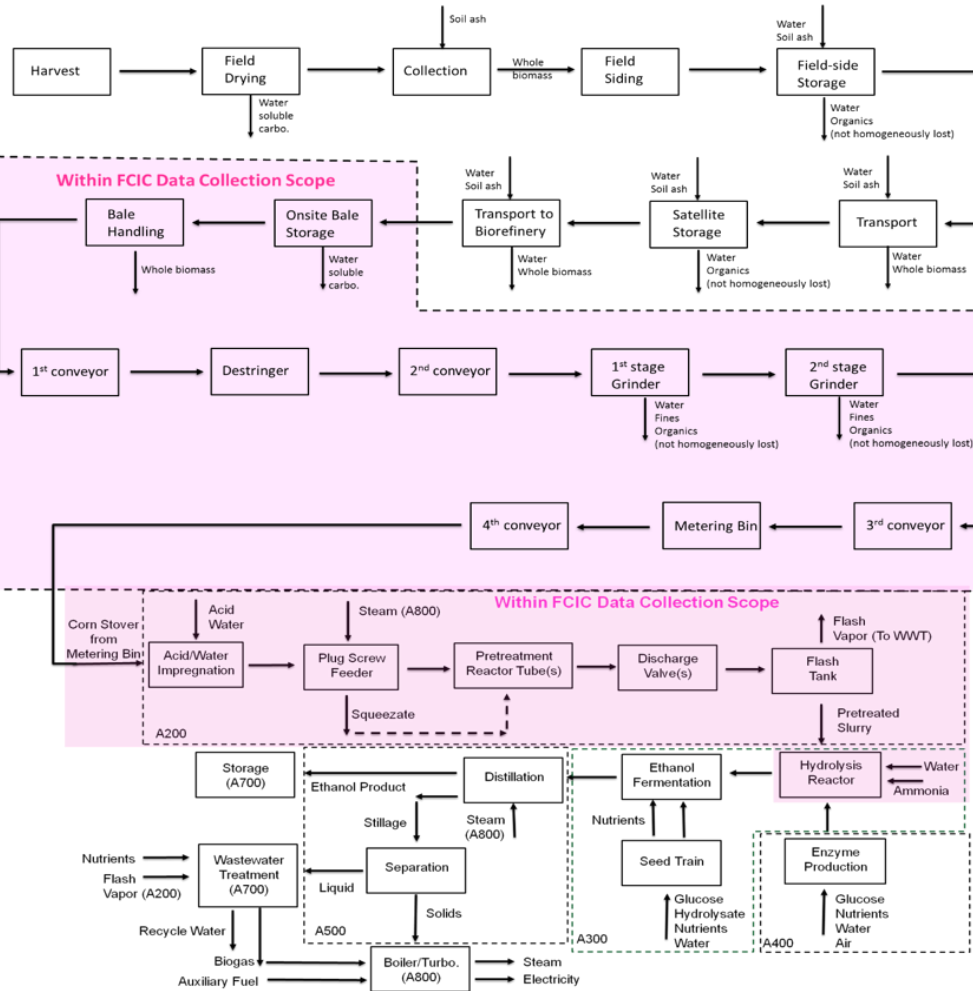 Soil ash
Water
Soil ash
Harvest
Field
Drying
Collection
Whole
biomass
Field
Siding
Field-side
Storage
Water
soluble
carbo.
Water
Organics
(not homogeneously lost)
Within FCIC Data Collection Scope
Water
Soil ash
Water
Soil ash
Water
Soil ash
Bale
Handling
Onsite Bale
Storage
Transport to
Biorefinery
Satellite
Storage
Transport
Whole biomass
Water
soluble
carbo.
Water
Whole biomass
Water
Organics
(not homogeneously lost)
Water
Whole biomass
1st conveyor
Destringer
2nd conveyor
1st stage
Grinder
2nd stage
Grinder
Water
Fines
Organics
(not homogeneously lost)
Water
Fines
Organics
(not homogeneously lost)
4th conveyor
Metering Bin
3rd conveyor
Within FCIC Data Collection Scope
Corn Stover
from
Metering Bin
Acid
Water
Steam (A800)
Flash
Vapor (To WWT)
Acid/Water
Impregnation
Plug Screw
Feeder
Pretreatment
Reactor Tube(s)
Discharge
Valve(s)
Flash
Tank
Squeezate
Pretreated
Slurry
A200
Storage
(A700)
Ethanol Product
Distillation
Ethanol
Fermentation
Hydrolysis
Reactor
Water
Ammonia
Stillage
Steam
(A800)
Nutrients
Nutrients
Flash
Vapor (A200)
Wastewater
Treatment
(A700)
Liquid
Separation
Seed Train
Enzyme
Production
Solids
Recycle Water
A500
Glucose
Hydrolysate
Nutrients
Water
A300
Glucose
Nutrients
Water
Air
A400
Biogas
Auxiliary Fuel
Boiler/Turbo.
(A800)
Steam
Electricity